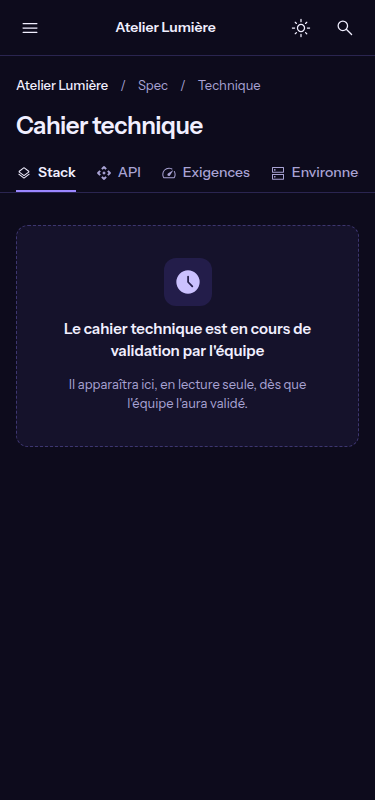 Atelier Lumière
Atelier Lumière / Spec / Technique
Cahier technique
Stack API Exigences Environne
Le cahier technique est en cours de
validation par l'équipe
Il apparaîtra ici, en lecture seule, dès que
l'équipe l'aura validé.